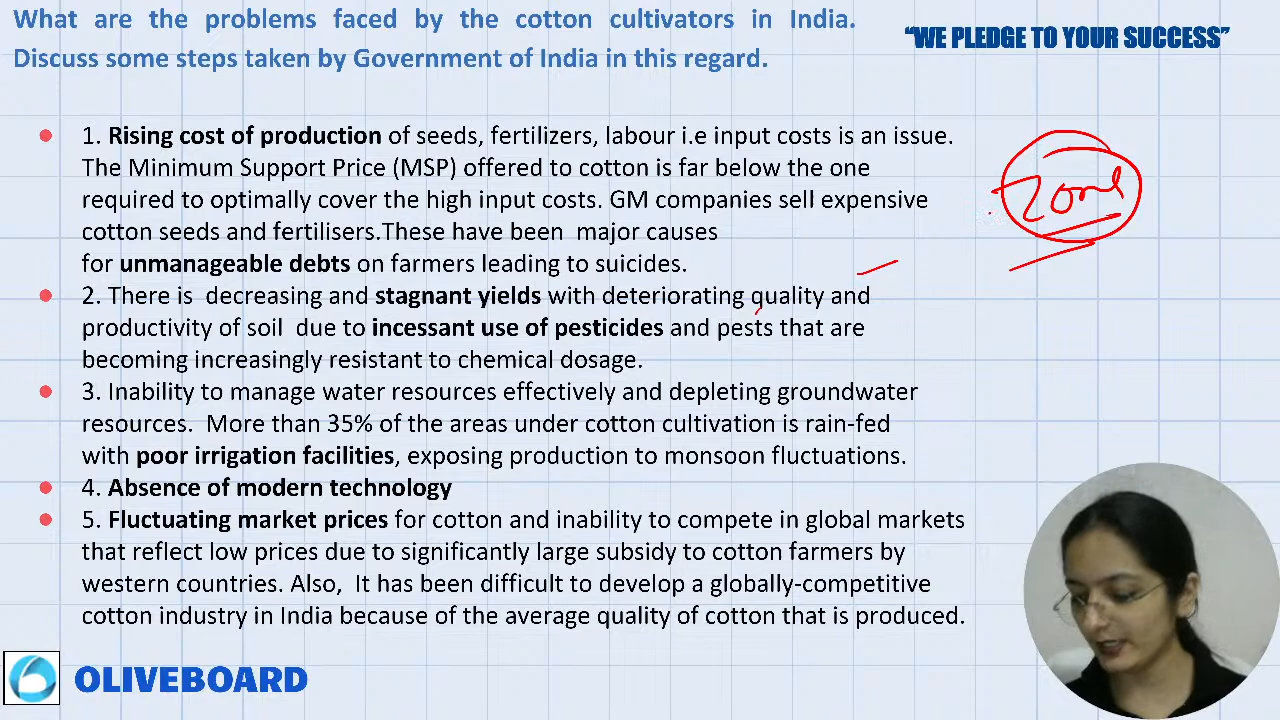 What are the problems faced by the cotton cultivators in India.
Discuss some steps taken by Government of India in this regard.
“WE PLEDGE TO YOUR SUCCESS”
1. Rising cost of production of seeds, fertilizers, labour i.e input costs is an issue.
The Minimum Support Price (MSP) offered to cotton is far below the one
required to optimally cover the high input costs. GM companies sell expensive
cotton seeds and fertilisers.These have been major causes
for unmanageable debts on farmers leading to suicides.
2. There is decreasing and stagnant yields with deteriorating quality and
productivity of soil due to incessant use of pesticides and pests that are
becoming increasingly resistant to chemical dosage.
3. Inability to manage water resources effectively and depleting groundwater
resources. More than 35% of the areas under cotton cultivation is rain-fed
with poor irrigation facilities, exposing production to monsoon fluctuations.
4. Absence of modern technology
5. Fluctuating market prices for cotton and inability to compete in global markets
that reflect low prices due to significantly large subsidy to cotton farmers by
western countries. Also, It has been difficult to develop a globally-competitive
cotton industry in India because of the average quality of cotton that is produced.
OLIVEBOARD